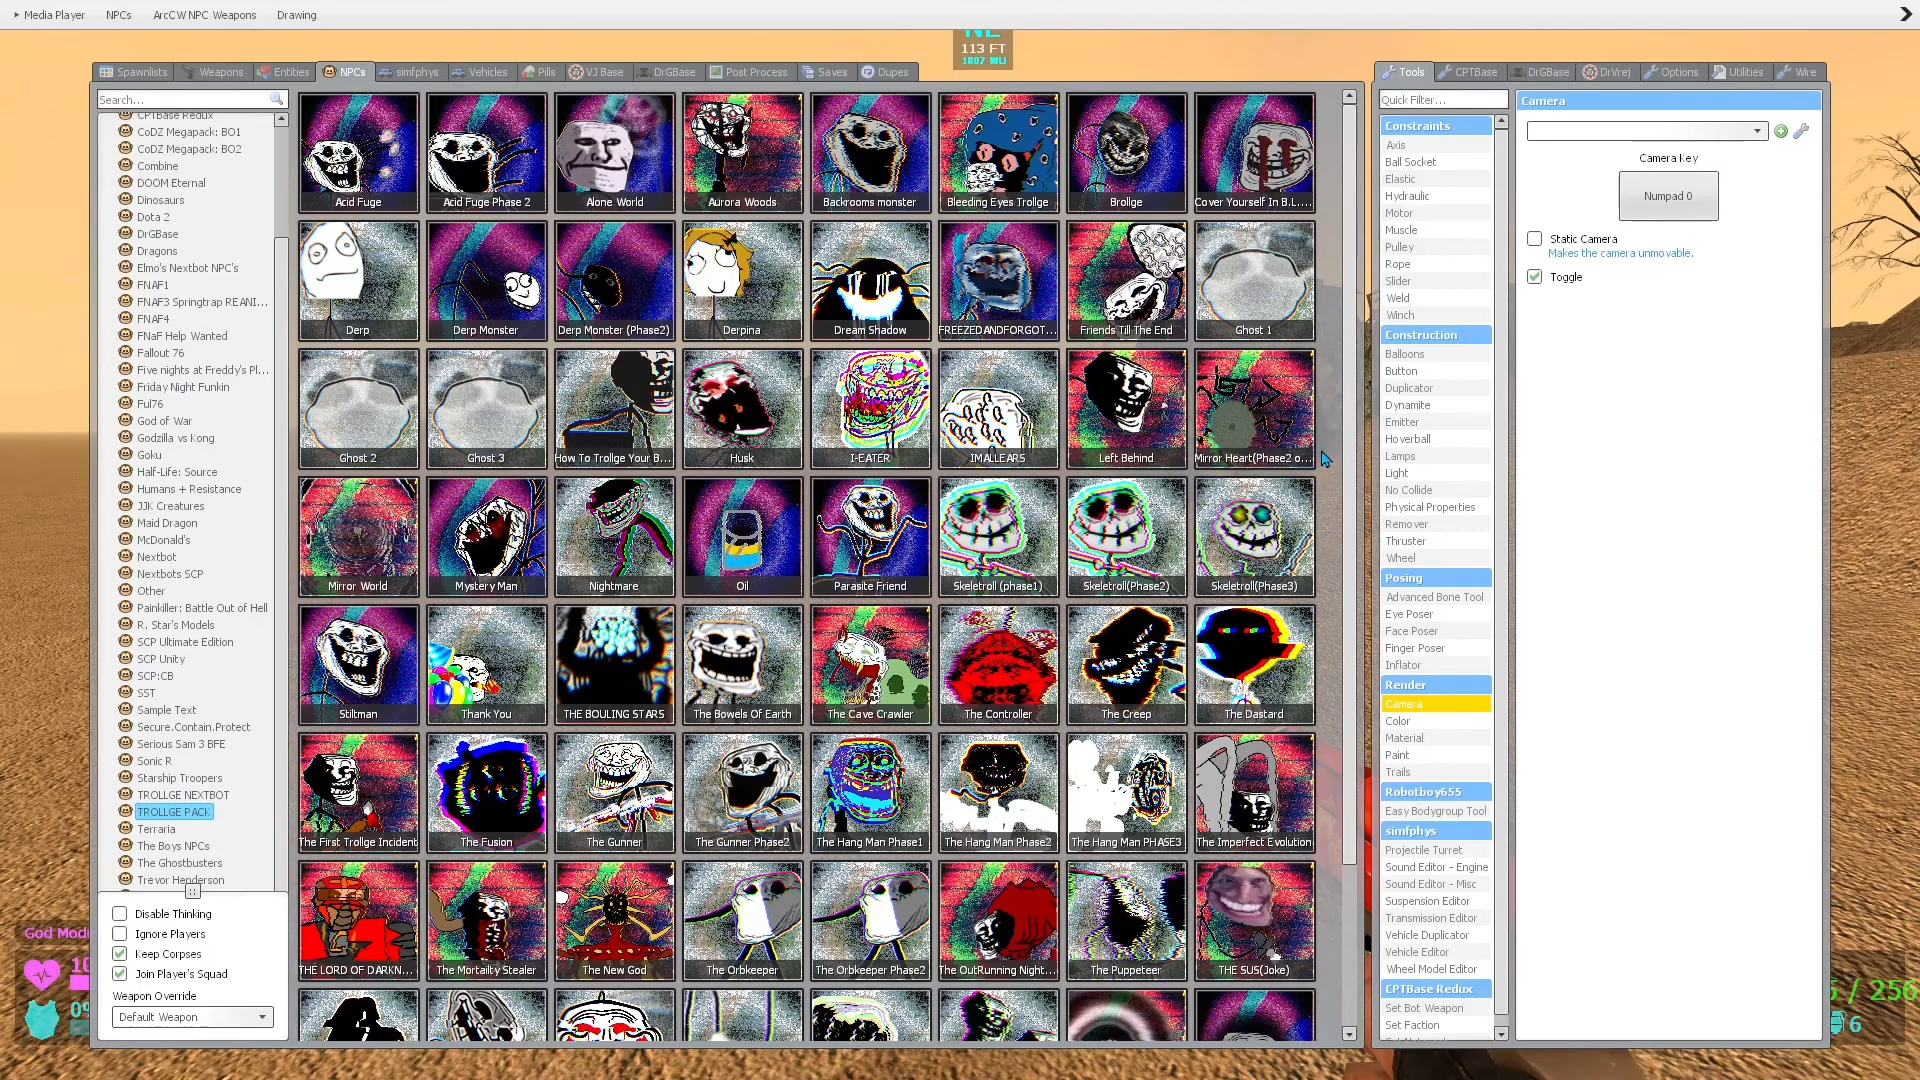 Media Player NPCs ArcCW NPC Weapons Drawing
113 FT
1807 WU
Spawnlists Weapons Entities NPCs simfphys Vehicles Pills VJ Base DrGBase Post Process Saves Dupes
Search...
CPTBase Redux
CoDZ Megapack: BO1
CoDZ Megapack: BO2
Combine
DOOM Eternal
Dinosaurs
Dota 2
DrGBase
Dragons
Elmo's Nextbot NPC's
FNAF1
FNAF3 Springtrap REANI...
FNAF4
FNaF Help Wanted
Fallout 76
Five nights at Freddy's Pl...
Friday Night Funkin
Ful76
God of War
Godzilla vs Kong
Goku
Half-Life: Source
Humans + Resistance
JJK Creatures
Maid Dragon
McDonald's
Nextbot
Nextbots SCP
Other
Painkiller: Battle Out of Hell
R. Star's Models
SCP Ultimate Edition
SCP Unity
SCP:CB
SST
Sample Text
Secure.Contain.Protect
Serious Sam 3 BFE
Sonic R
Starship Troopers
TROLLGE NEXTBOT
TROLLGE PACK
Terraria
The Boys NPCs
The Ghostbusters
Trevor Henderson
Disable Thinking
Ignore Players
Keep Corpses
Join Player's Squad
Weapon Override
Default Weapon
Acid Fuge Acid Fuge Phase 2 Alone World Aurora Woods Backrooms monster Bleeding Eyes Trollge Brollge Cover Yourself In B.L....
Derp Derp Monster Derp Monster (Phase2) Derpina Dream Shadow FREEZEDANDFORGOT... Friends Till The End Ghost 1
Ghost 2 Ghost 3 How To Trollge Your B... Husk I-EATER IMALLEARS Left Behind Mirror Heart(Phase2 o...
Mirror World Mystery Man Nightmare Oil Parasite Friend Skeletroll (phase1) Skeletroll(Phase2) Skeletroll(Phase3)
Stiltman Thank You THE BOULING STARS The Bowels Of Earth The Cave Crawler The Controller The Creep The Dastard
The First Trollge Incident The Fusion The Gunner The Gunner Phase2 The Hang Man Phase1 The Hang Man Phase2 The Hang Man PHASE3 The Imperfect Evolution
THE LORD OF DARKN... The Mortailty Stealer The New God The Orbkeeper The Orbkeeper Phase2 The OutRunning Night... The Puppeteer THE SUS(Joke)
Tools CPTBase DrGBase DrVrej Options Utilities Wire
Quick Filter...
Constraints
Axis
Ball Socket
Elastic
Hydraulic
Motor
Muscle
Pulley
Rope
Slider
Weld
Winch
Construction
Balloons
Button
Duplicator
Dynamite
Emitter
Hoverball
Lamps
Light
No Collide
Physical Properties
Remover
Thruster
Wheel
Posing
Advanced Bone Tool
Eye Poser
Face Poser
Finger Poser
Inflator
Render
Camera
Color
Material
Paint
Trails
Robotboy655
Easy Bodygroup Tool
simfphys
Projectile Turret
Sound Editor - Engine
Sound Editor - Misc
Suspension Editor
Transmission Editor
Vehicle Duplicator
Vehicle Editor
Wheel Model Editor
CPTBase Redux
Set Bot Weapon
Set Faction
Camera
Camera Key
Numpad 0
Static Camera
Makes the camera unmovable.
Toggle
God Mode
0%
/ 256
6